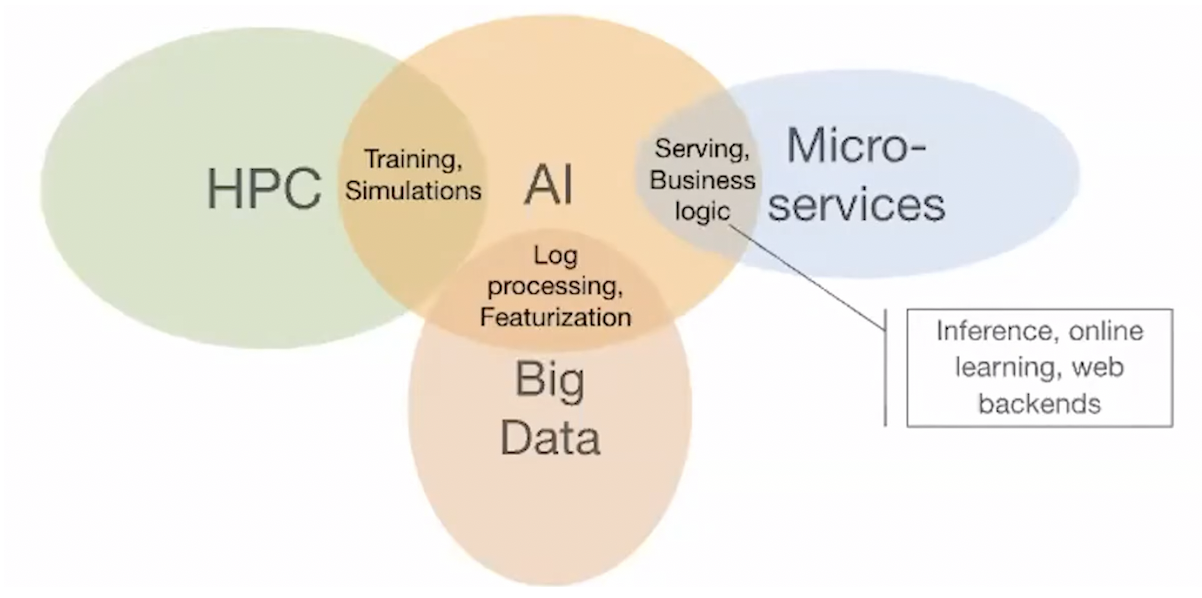 HPC
Training,
Simulations
AI
Serving,
Business
logic
Micro-
services
Log
processing,
Featurization
Big
Data
Inference, online
learning, web
backends